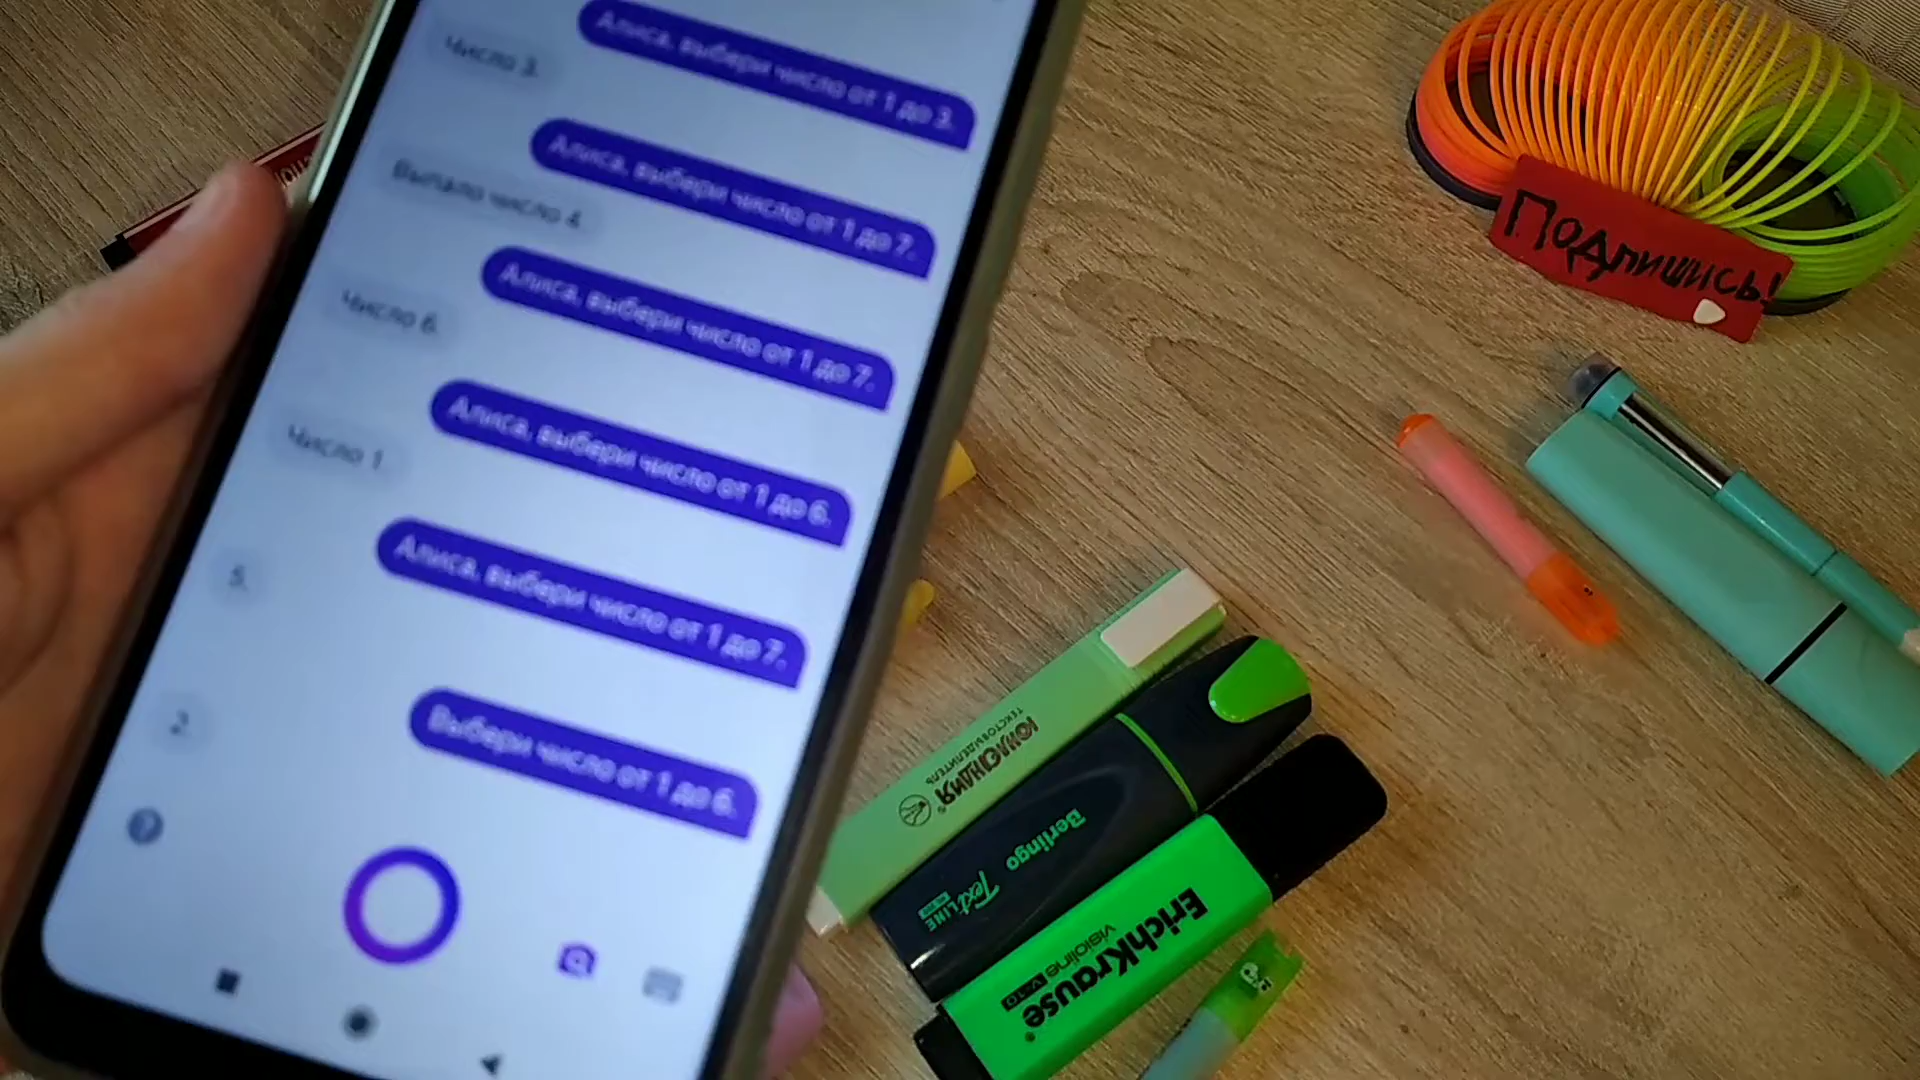 Алиса, выбери число от 1 до 3.
Число 3.
Алиса, выбери число от 1 до 7.
Выпало число 4.
Алиса, выбери число от 1 до 7.
Число 6.
Алиса, выбери число от 1 до 6.
Число 1.
Алиса, выбери число от 1 до 7.
5.
Выбери число от 1 до 6.
2.
?
Подпишись!
ЮНЛАНДИЯ®
ТЕКСТОВЫДЕЛИТЕЛЬ
Berlingo
TextLINE
ErichKrause®
visioline V-10